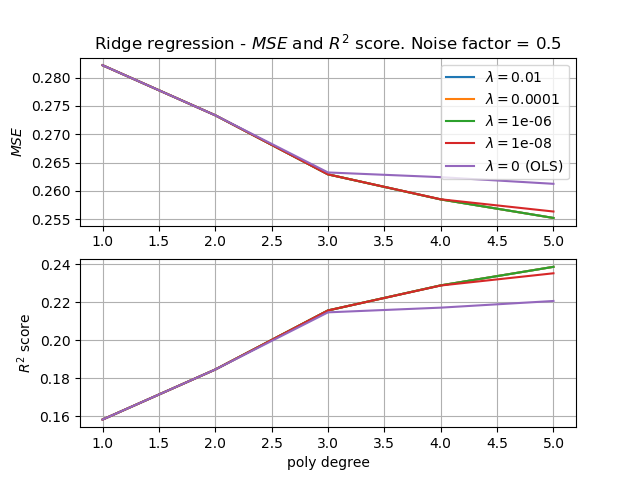 Ridge regression - MSE and R² score. Noise factor = 0.5
0.280
0.275
0.270
0.265
0.260
0.255
MSE
λ = 0.01
λ = 0.0001
λ = 1e-06
λ = 1e-08
λ = 0 (OLS)
1.0 1.5 2.0 2.5 3.0 3.5 4.0 4.5 5.0
0.24
0.22
0.20
0.18
0.16
R² score
1.0 1.5 2.0 2.5 3.0 3.5 4.0 4.5 5.0
poly degree